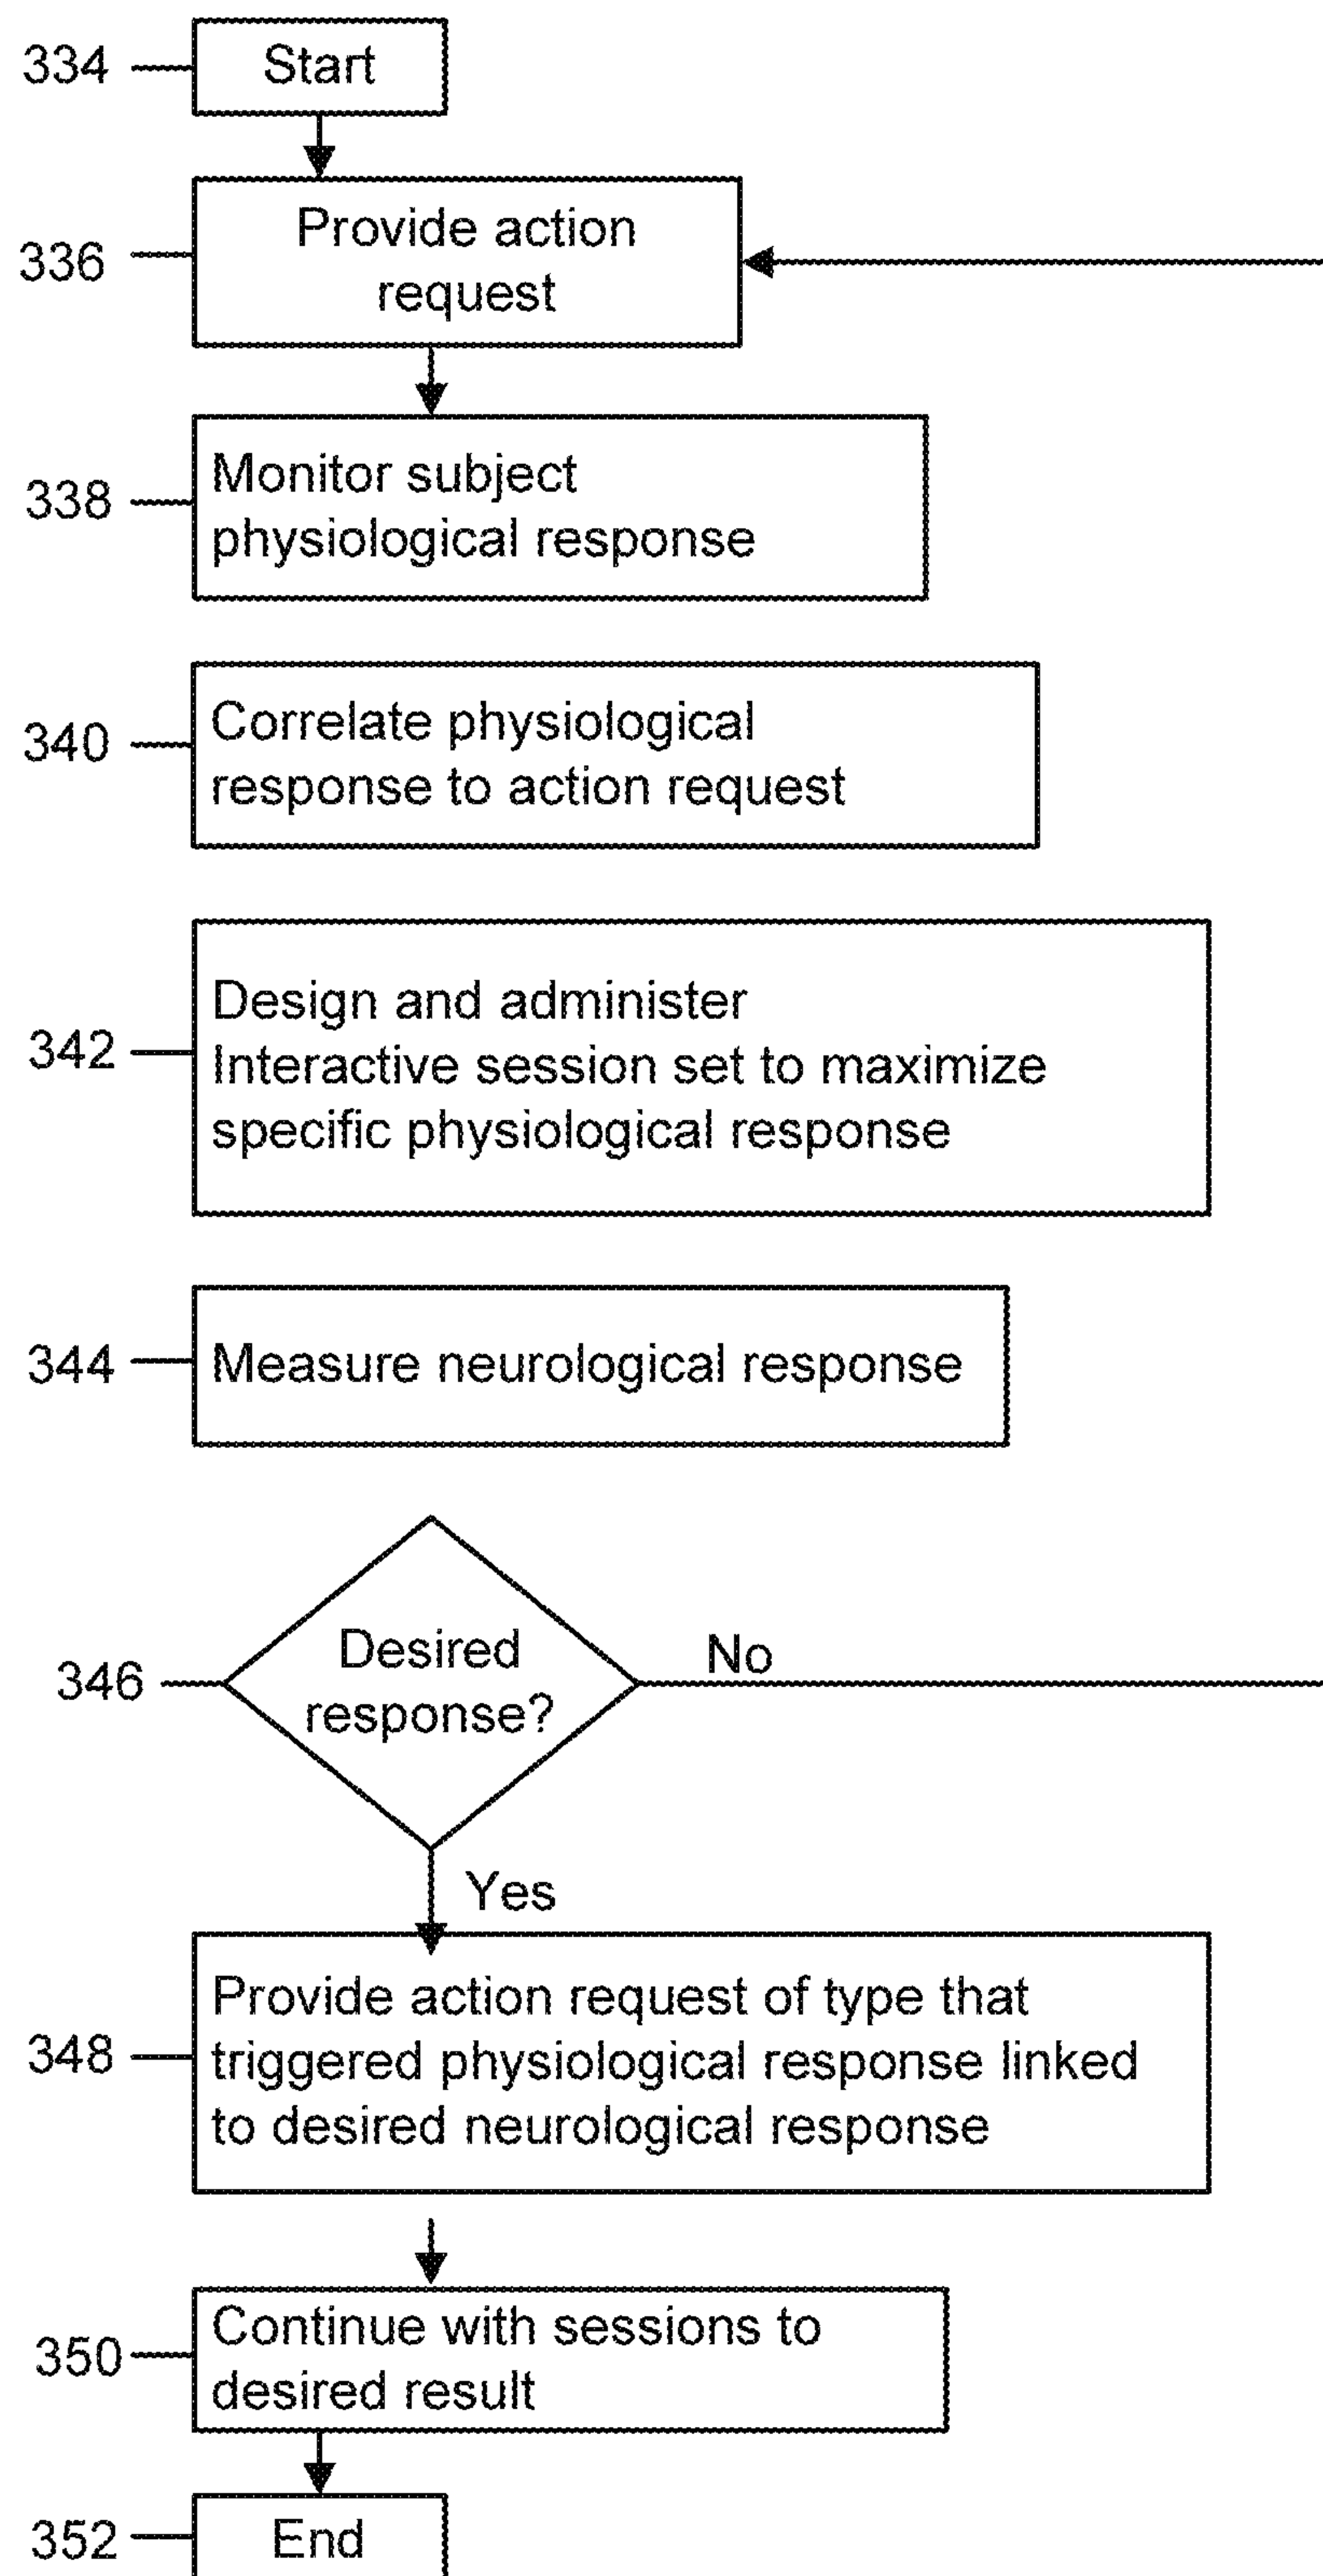 334
Start
336
Provide action
request
338
Monitor subject
physiological response
340
Correlate physiological
response to action request
342
Design and administer
Interactive session set to maximize
specific physiological response
344
Measure neurological response
346
Desired
response?
No
Yes
348
Provide action request of type that
triggered physiological response linked
to desired neurological response
350
Continue with sessions to
desired result
352
End